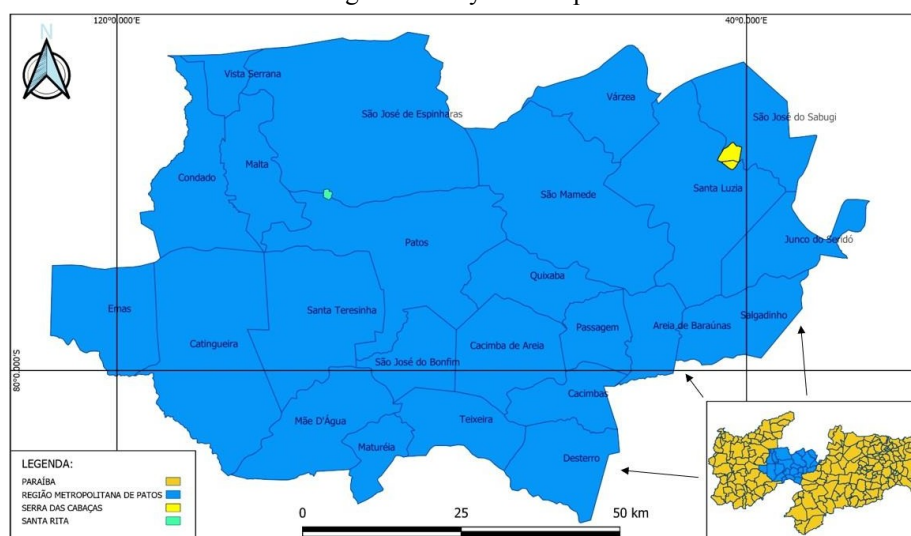 120°0.000'E
40°0.000'E
Vista Serrana
Várzea
São José de Espinharas
São José do Sabugi
Malta
Condado
Santa Luzia
São Mamede
Patos
Junco do Seridó
Quixaba
Emas
Santa Teresinha
Salgadinho
Passagem
Areia de Baraúnas
Catingueira
Cacimba de Areia
São José do Bonfim
80°0.000'S
Cacimbas
Mãe D'Água
Teixeira
Maturéia
Desterro
LEGENDA:
PARAÍBA
REGIÃO METROPOLITANA DE PATOS
SERRA DAS CABAÇAS
SANTA RITA
0 25 50 km